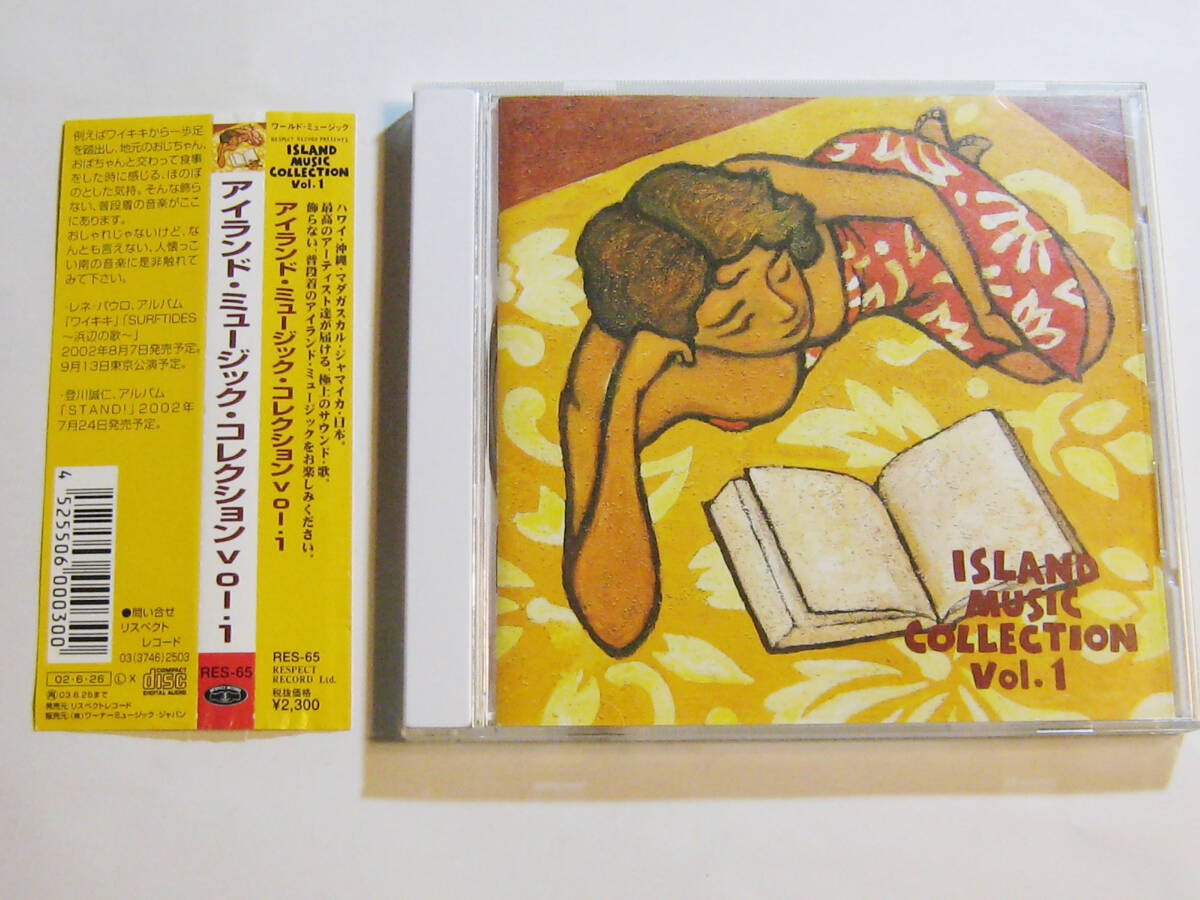 例えばワイキキから一歩足
を踏出し、地元のおじちゃん、
おばちゃんと交わって食事
をした時に感じる、ほのぼ
のとした気持。そんな飾ら
ない、普段着の音楽がここ
にあります。
おしゃれじゃないけど、な
んとも言えない、人懐っこ
い南の音楽に是非触れて
みて下さい。
・レネ・パウロ、アルバム
「ワイキキ」「SURFTIDES
～浜辺の歌～」
2002年8月7日発売予定。
9月13日東京公演予定。
・登川誠仁、アルバム
「STAND!」2002年
7月24日発売予定。
4 525506 000300
●問い合せ
リスペクト
レコード
03(3746)2503
02・6・26 Ⓛ X
COMPACT
disc
DIGITAL AUDIO
再03.6.25まで
発売元:リスペクトレコード
販売元:(株)ワーナーミュージック・ジャパン
アイランド・ミュージック・コレクションvol.1
RES-65
ワールド・ミュージック
RESPECT RECORD PRESENTS
ISLAND
MUSIC
COLLECTION
Vol.1
ハワイ・沖縄・マダガスカル・ジャマイカ・日本。
最高のアーティスト達が届ける、極上のサウンド・歌。
飾らない、普段着のアイランド・ミュージックをお楽しみください。
アイランド・ミュージック・コレクションvol.1
RES-65
RESPECT
RECORD Ltd.
税抜価格
¥2,300
ISLAND
MUSIC
COLLECTION
Vol.1